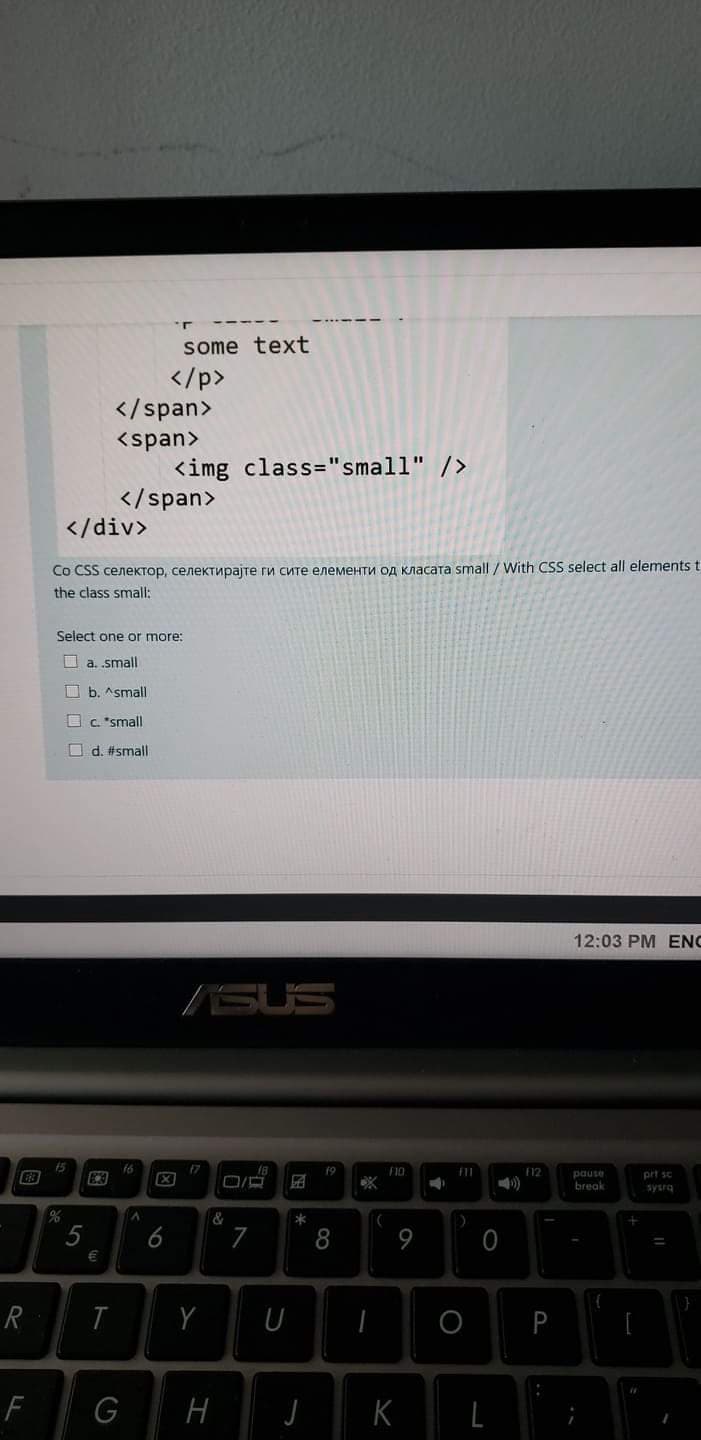 some text
</p>
</span>
<span>
<img class="small" />
</span>
</div>
Со CSS селектор, селектирајте ги сите елементи од класата small / With CSS select all elements t
the class small:
Select one or more:
a. .small
b. ^small
c. *small
d. #small
12:03 PM ENG
ASUS
f5 f6 f7 f8 f9 f10 f11 f12 pause break prt sc sysrq
% 5 € ^ 6 & 7 * 8 ( 9 ) 0 _ - + =
R T Y U I O P { [ }
F G H J K L : ; " '